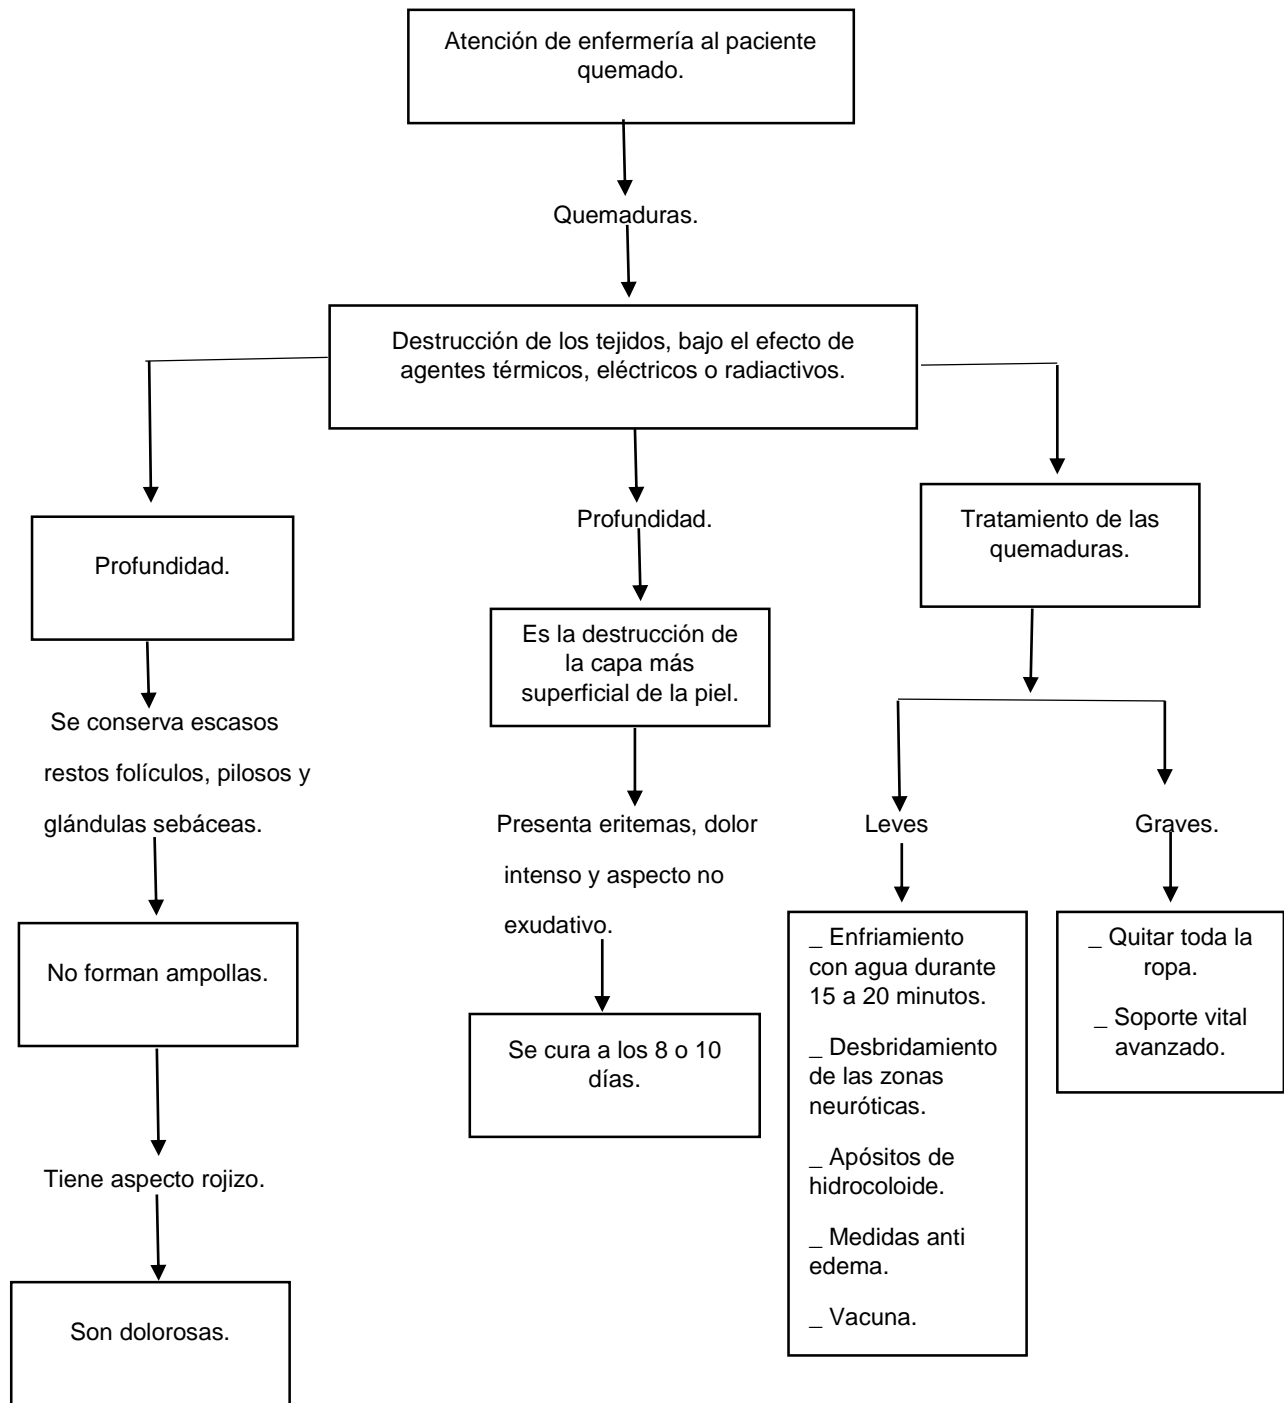 Atención de enfermería al paciente
quemado.
Quemaduras.
Destrucción de los tejidos, bajo el efecto de
agentes térmicos, eléctricos o radiactivos.
Profundidad.
Se conserva escasos
restos folículos, pilosos y
glándulas sebáceas.
No forman ampollas.
Tiene aspecto rojizo.
Son dolorosas.
Profundidad.
Es la destrucción de
la capa más
superficial de la piel.
Presenta eritemas, dolor
intenso y aspecto no
exudativo.
Se cura a los 8 o 10
días.
Tratamiento de las
quemaduras.
Leves
_ Enfriamiento
con agua durante
15 a 20 minutos.
_ Desbridamiento
de las zonas
neuróticas.
_ Apósitos de
hidrocoloide.
_ Medidas anti
edema.
_ Vacuna.
Graves.
_ Quitar toda la
ropa.
_ Soporte vital
avanzado.